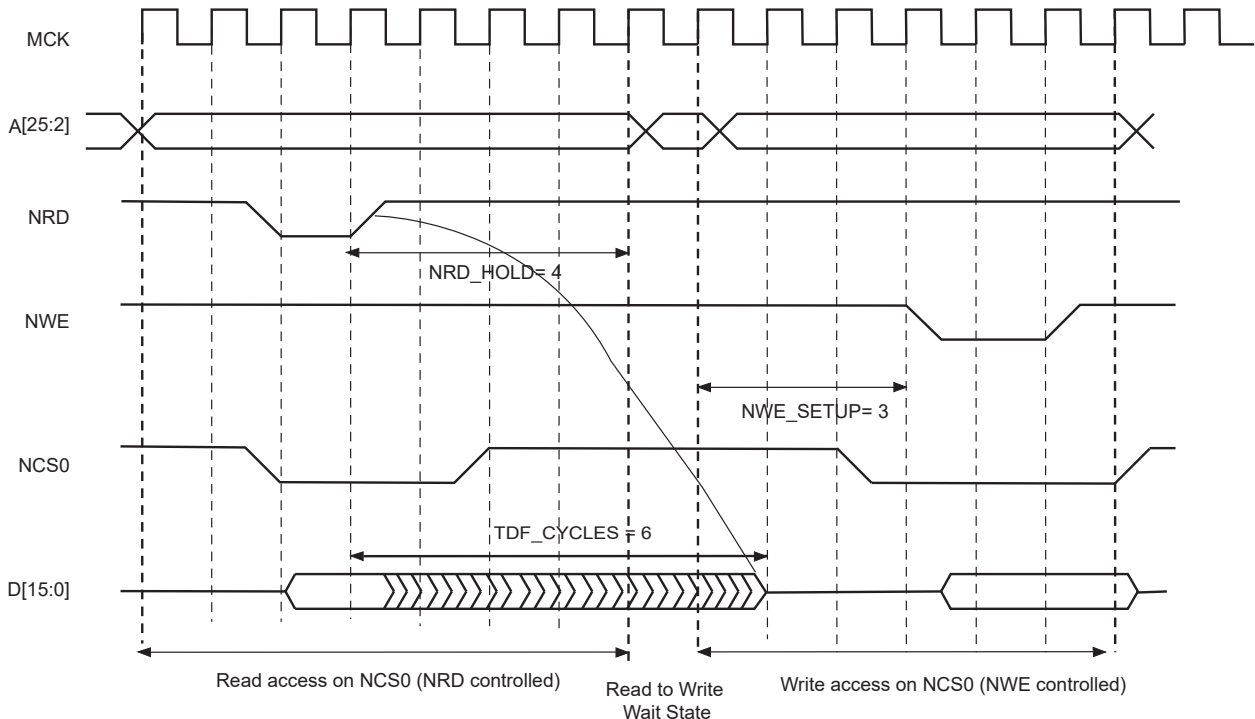 MCK
A[25:2]
NRD
NRD_HOLD= 4
NWE
NWE_SETUP= 3
NCS0
TDF_CYCLES = 6
D[15:0]
Read access on NCS0 (NRD controlled)
Read to Write
Wait State
Write access on NCS0 (NWE controlled)